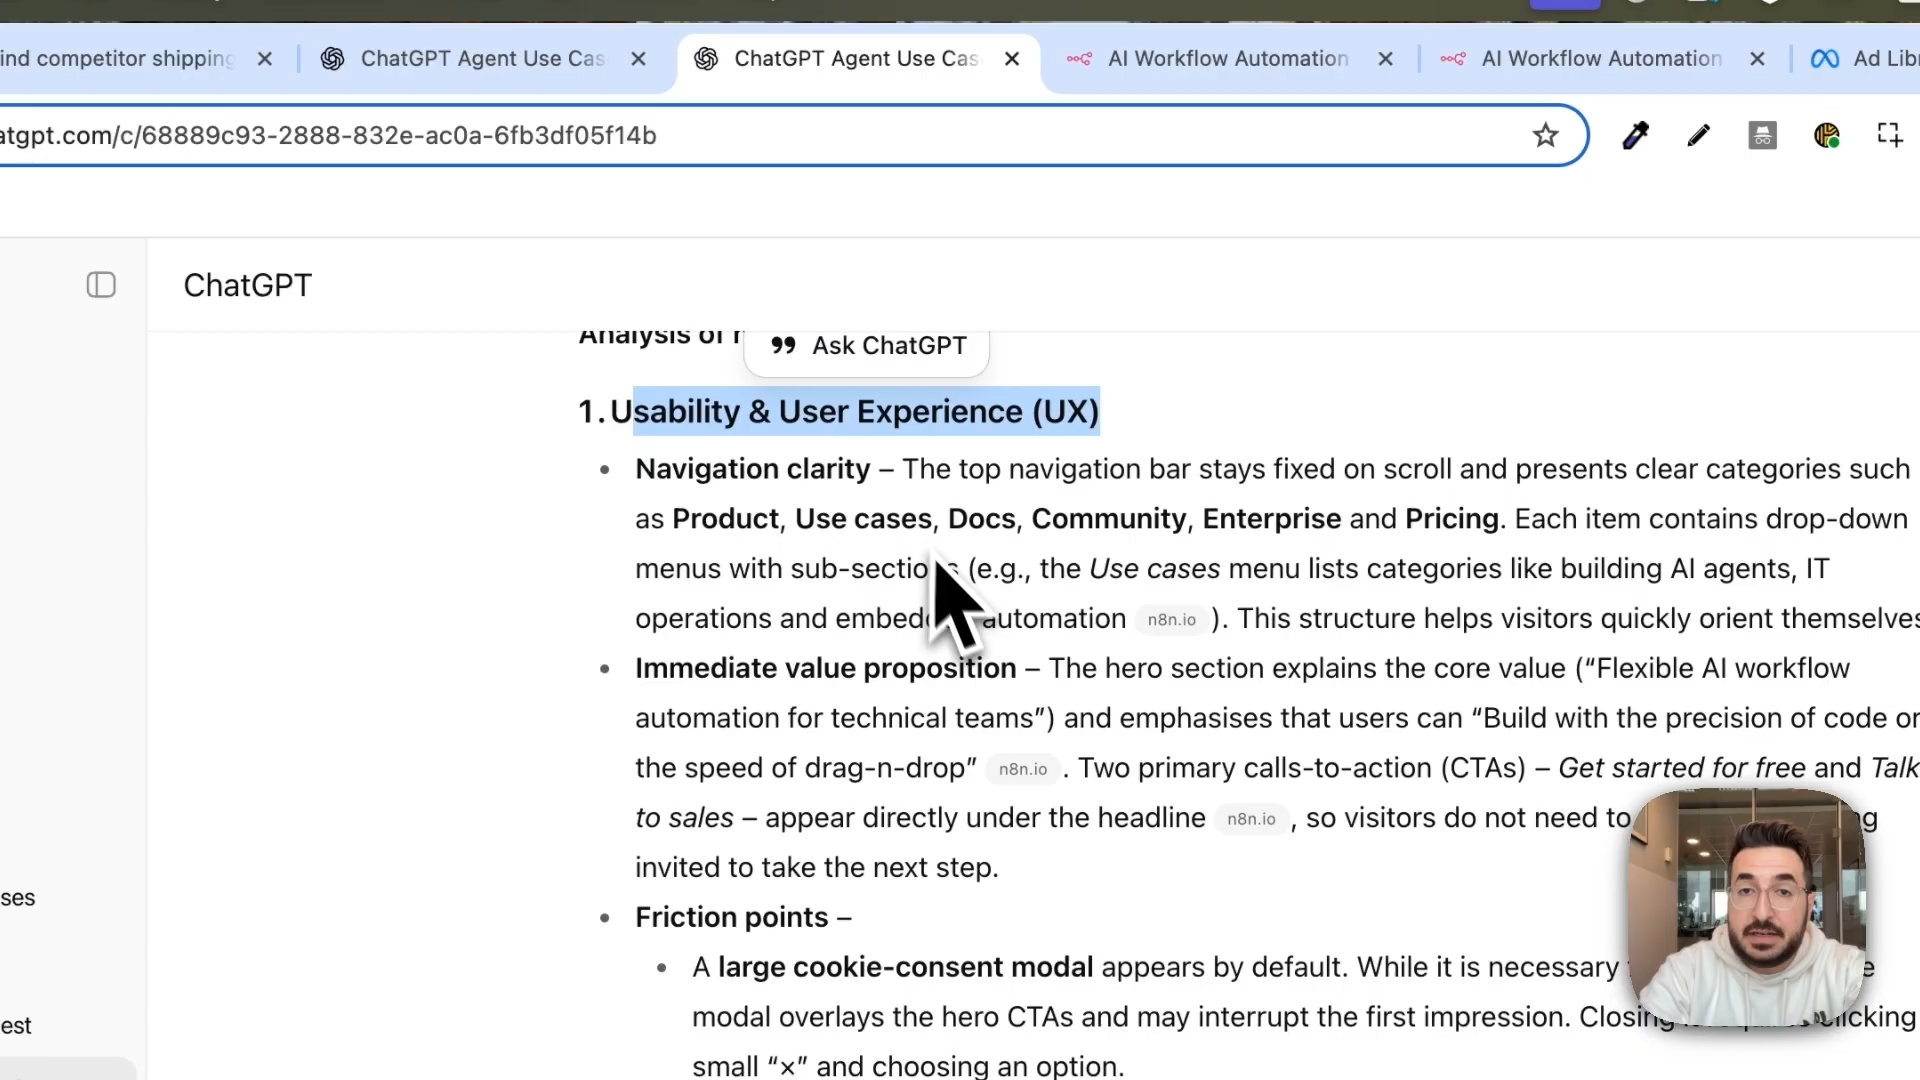 ind competitor shipping
ChatGPT Agent Use Cas
ChatGPT Agent Use Cas
AI Workflow Automation
AI Workflow Automation
Ad Libr
atgpt.com/c/68889c93-2888-832e-ac0a-6fb3df05f14b
ChatGPT
Analysis of
Ask ChatGPT
1. Usability & User Experience (UX)
Navigation clarity – The top navigation bar stays fixed on scroll and presents clear categories such
as Product, Use cases, Docs, Community, Enterprise and Pricing. Each item contains drop-down
menus with sub-sections (e.g., the Use cases menu lists categories like building AI agents, IT
operations and embedded automation n8n.io ). This structure helps visitors quickly orient themselves
Immediate value proposition – The hero section explains the core value (“Flexible AI workflow
automation for technical teams”) and emphasises that users can “Build with the precision of code or
the speed of drag-n-drop” n8n.io . Two primary calls-to-action (CTAs) – Get started for free and Talk
to sales – appear directly under the headline n8n.io , so visitors do not need to
invited to take the next step.
Friction points –
A large cookie-consent modal appears by default. While it is necessary
modal overlays the hero CTAs and may interrupt the first impression. Closing clicking
small “×” and choosing an option.
ses
est